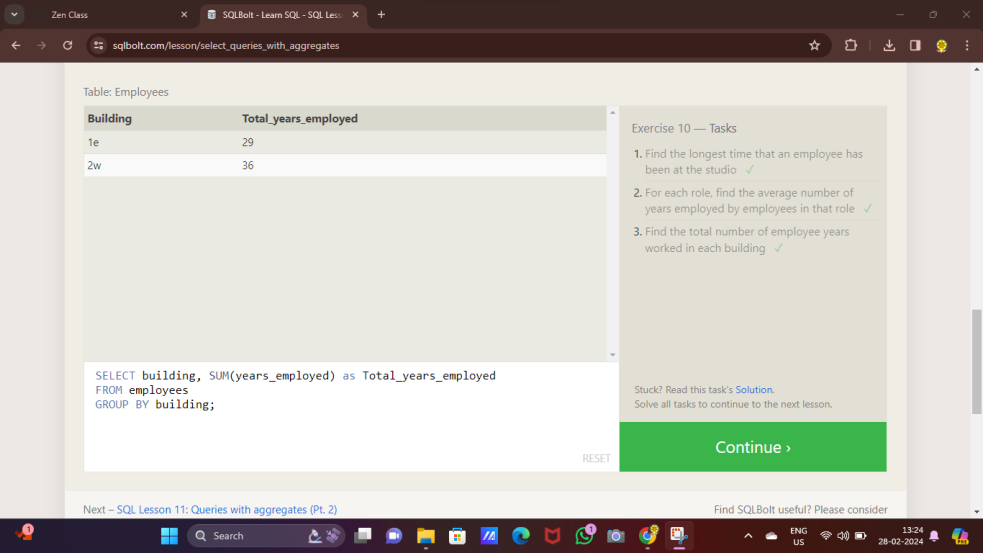 Zen Class
SQLBolt - Learn SQL - SQL Less
sqlbolt.com/lesson/select_queries_with_aggregates
Table: Employees
Building Total_years_employed
1e 29
2w 36
Exercise 10 — Tasks
1. Find the longest time that an employee has
been at the studio ✓
2. For each role, find the average number of
years employed by employees in that role ✓
3. Find the total number of employee years
worked in each building ✓
SELECT building, SUM(years_employed) as Total_years_employed
FROM employees
GROUP BY building;
RESET
Stuck? Read this task's Solution.
Solve all tasks to continue to the next lesson.
Continue ›
Next – SQL Lesson 11: Queries with aggregates (Pt. 2)
Find SQLBolt useful? Please consider
1
Search
1
ENG
US
13:24
28-02-2024